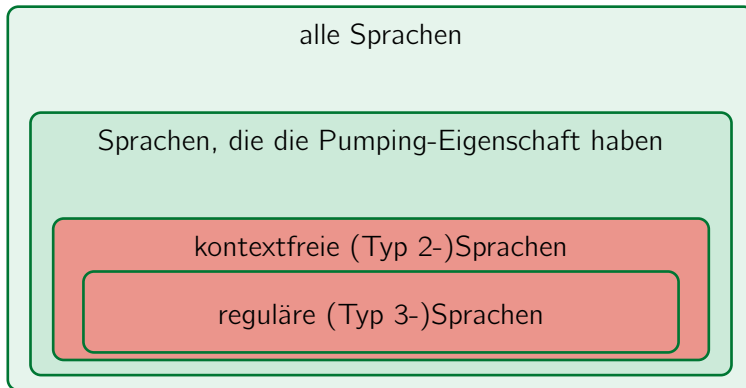 alle Sprachen
Sprachen, die die Pumping-Eigenschaft haben
kontextfreie (Typ 2-)Sprachen
reguläre (Typ 3-)Sprachen